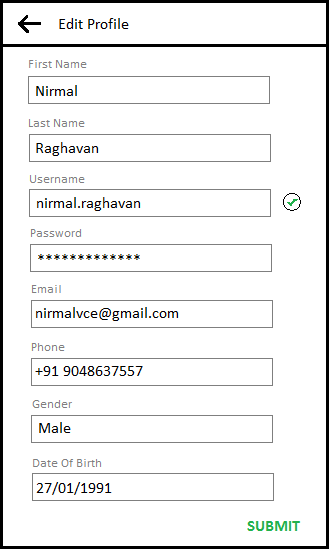 Edit Profile
First Name
Nirmal
Last Name
Raghavan
Username
nirmal.raghavan
Password
*************
Email
nirmalvce@gmail.com
Phone
+91 9048637557
Gender
Male
Date Of Birth
27/01/1991
SUBMIT